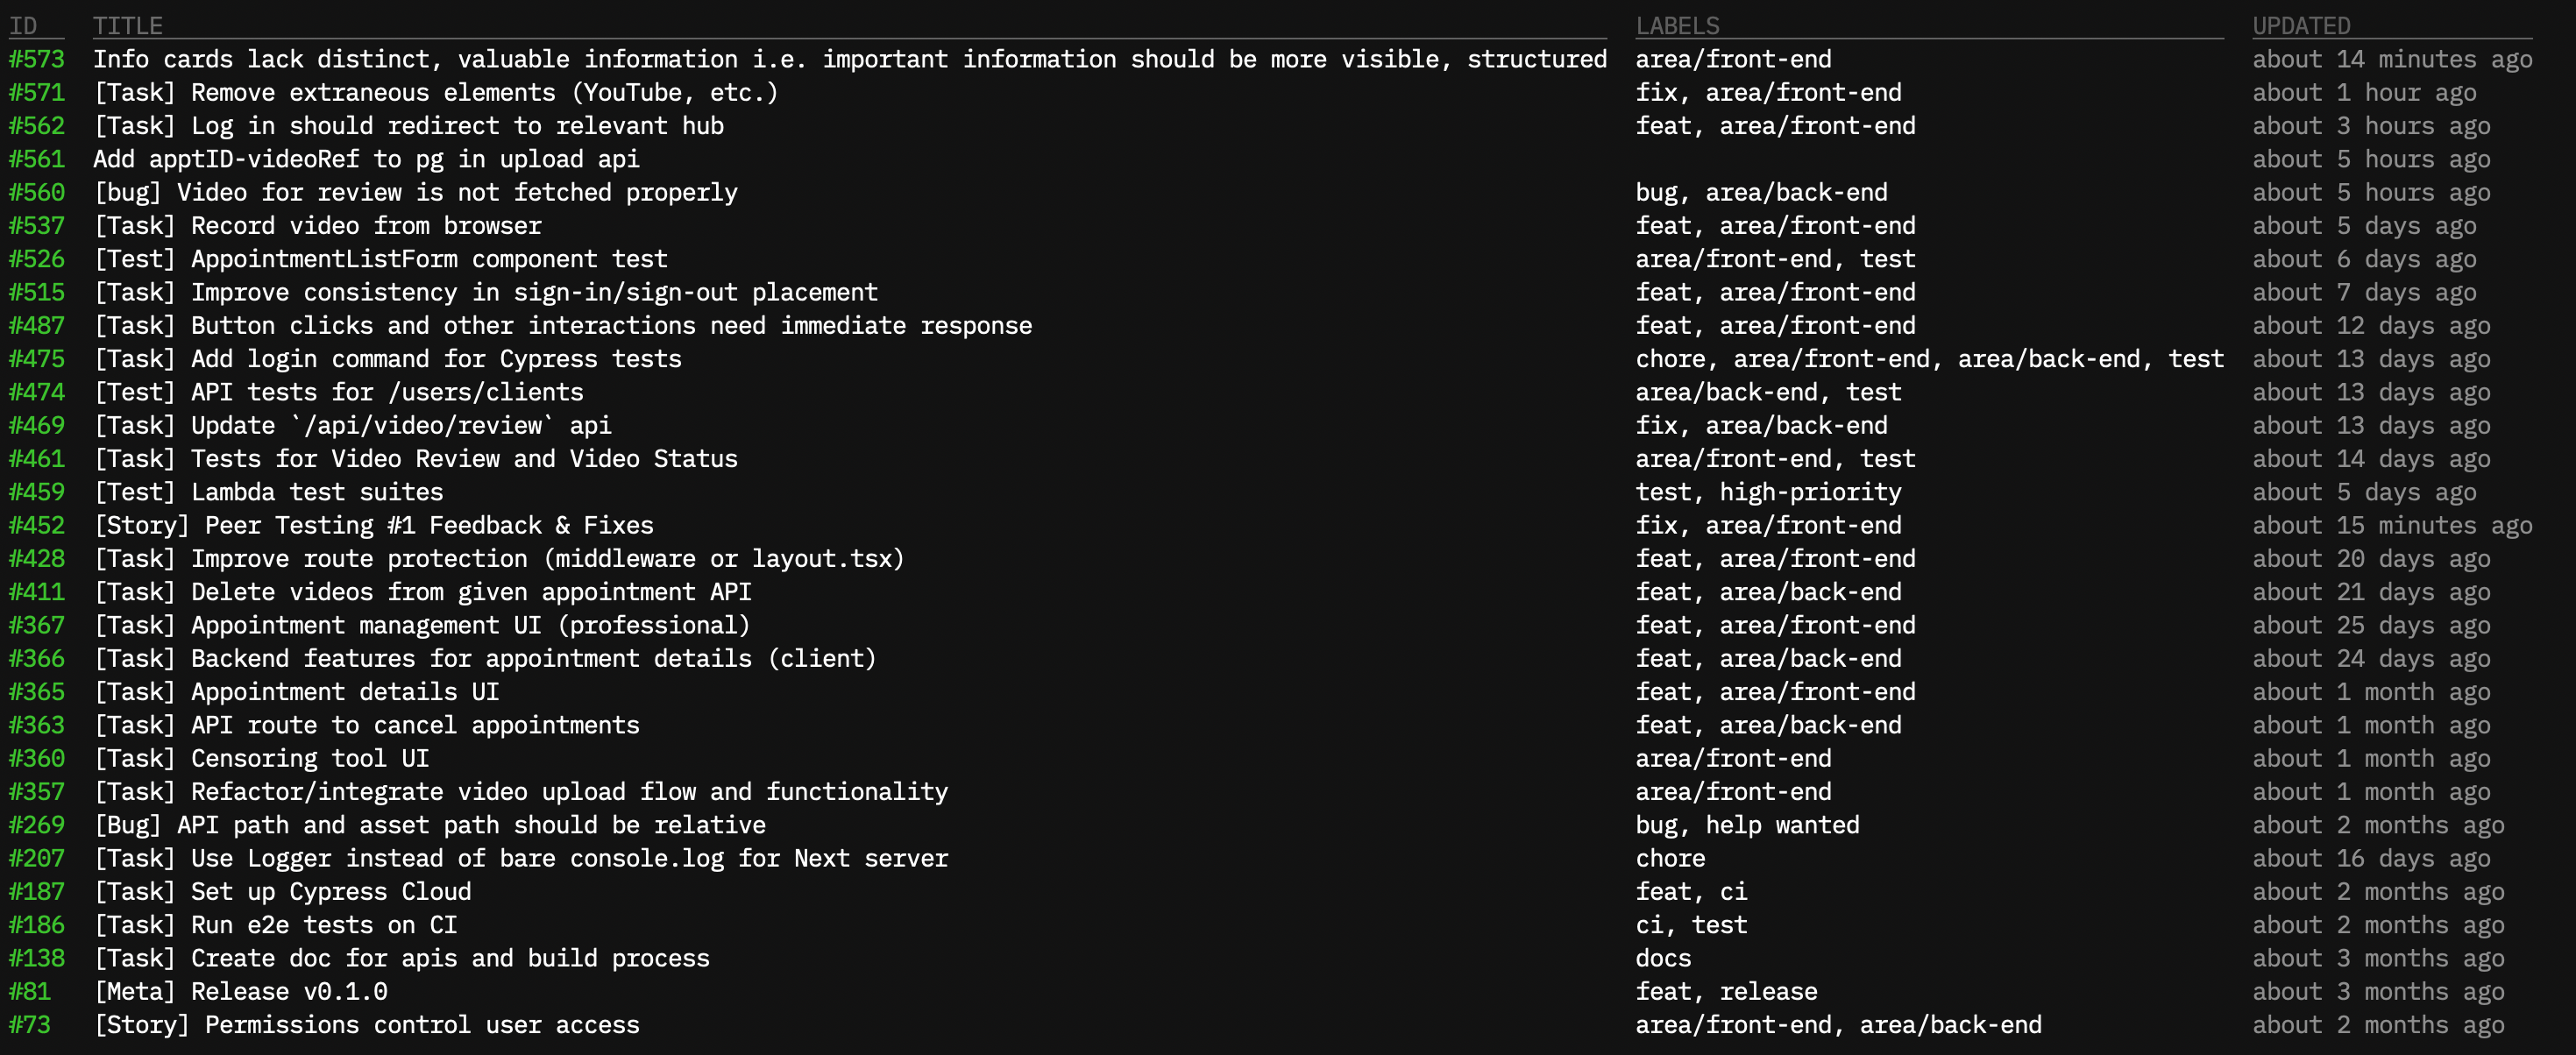 ID TITLE LABELS UPDATED
#573 Info cards lack distinct, valuable information i.e. important information should be more visible, structured area/front-end about 14 minutes ago
#571 [Task] Remove extraneous elements (YouTube, etc.) fix, area/front-end about 1 hour ago
#562 [Task] Log in should redirect to relevant hub feat, area/front-end about 3 hours ago
#561 Add apptID-videoRef to pg in upload api about 5 hours ago
#560 [bug] Video for review is not fetched properly bug, area/back-end about 5 hours ago
#537 [Task] Record video from browser feat, area/front-end about 5 days ago
#526 [Test] AppointmentListForm component test area/front-end, test about 6 days ago
#515 [Task] Improve consistency in sign-in/sign-out placement feat, area/front-end about 7 days ago
#487 [Task] Button clicks and other interactions need immediate response feat, area/front-end about 12 days ago
#475 [Task] Add login command for Cypress tests chore, area/front-end, area/back-end, test about 13 days ago
#474 [Test] API tests for /users/clients area/back-end, test about 13 days ago
#469 [Task] Update `/api/video/review` api fix, area/back-end about 13 days ago
#461 [Task] Tests for Video Review and Video Status area/front-end, test about 14 days ago
#459 [Test] Lambda test suites test, high-priority about 5 days ago
#452 [Story] Peer Testing #1 Feedback & Fixes fix, area/front-end about 15 minutes ago
#428 [Task] Improve route protection (middleware or layout.tsx) feat, area/front-end about 20 days ago
#411 [Task] Delete videos from given appointment API feat, area/back-end about 21 days ago
#367 [Task] Appointment management UI (professional) feat, area/front-end about 25 days ago
#366 [Task] Backend features for appointment details (client) feat, area/back-end about 24 days ago
#365 [Task] Appointment details UI feat, area/front-end about 1 month ago
#363 [Task] API route to cancel appointments feat, area/back-end about 1 month ago
#360 [Task] Censoring tool UI area/front-end about 1 month ago
#357 [Task] Refactor/integrate video upload flow and functionality area/front-end about 1 month ago
#269 [Bug] API path and asset path should be relative bug, help wanted about 2 months ago
#207 [Task] Use Logger instead of bare console.log for Next server chore about 16 days ago
#187 [Task] Set up Cypress Cloud feat, ci about 2 months ago
#186 [Task] Run e2e tests on CI ci, test about 2 months ago
#138 [Task] Create doc for apis and build process docs about 3 months ago
#81 [Meta] Release v0.1.0 feat, release about 3 months ago
#73 [Story] Permissions control user access area/front-end, area/back-end about 2 months ago